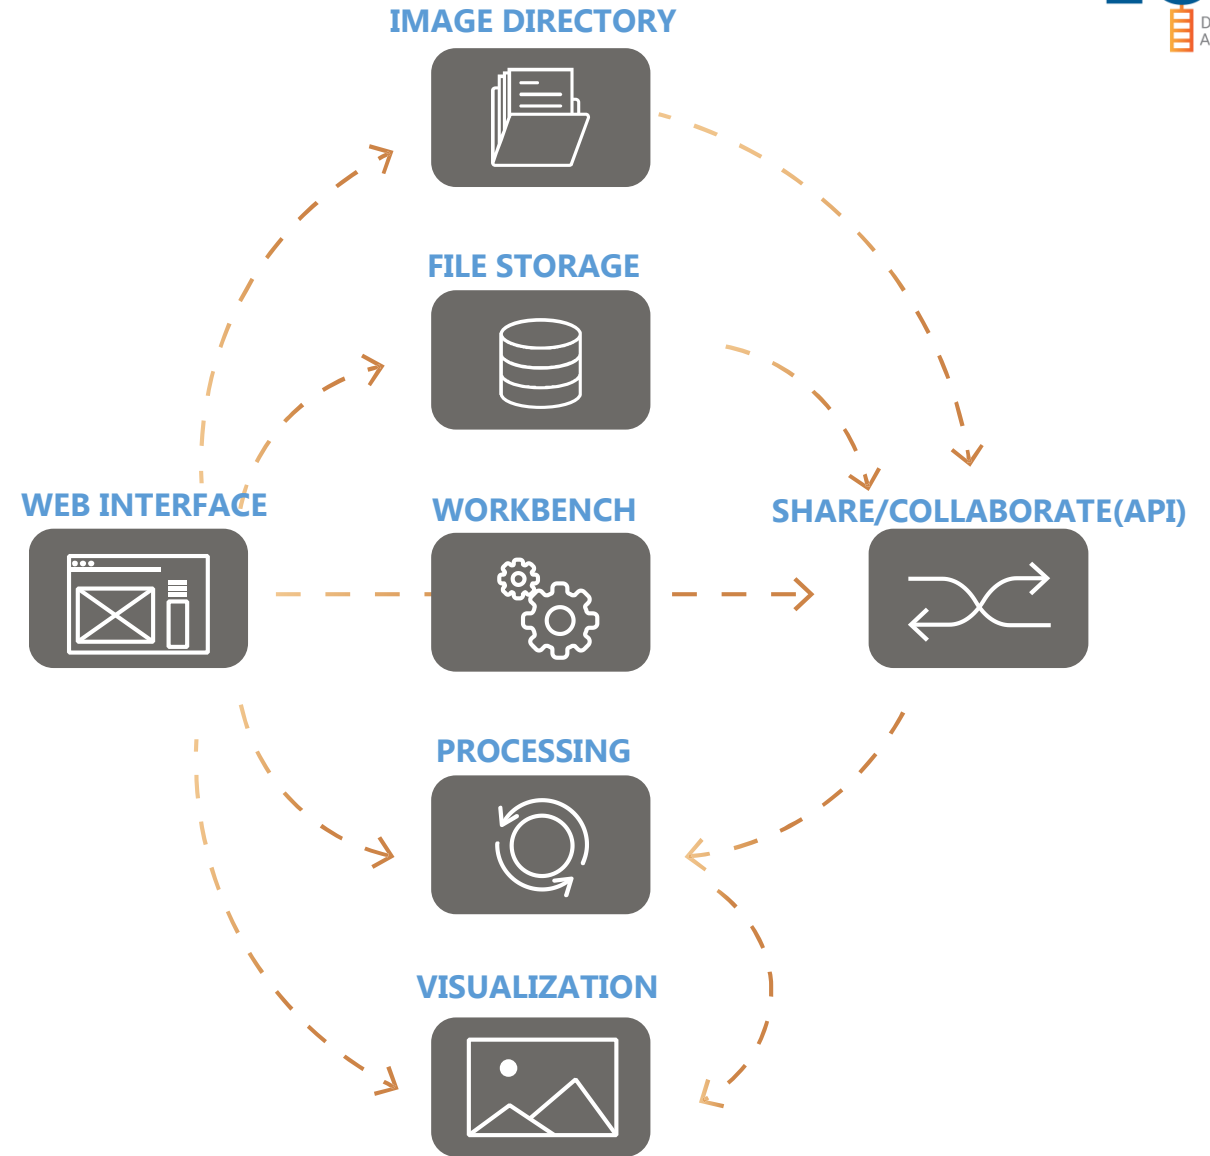 IMAGE DIRECTORY
FILE STORAGE
WEB INTERFACE
WORKBENCH
SHARE/COLLABORATE(API)
PROCESSING
VISUALIZATION